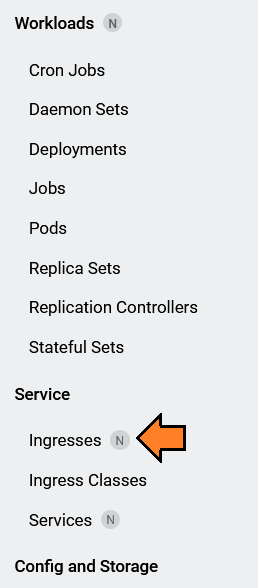 Workloads N
Cron Jobs
Daemon Sets
Deployments
Jobs
Pods
Replica Sets
Replication Controllers
Stateful Sets
Service
Ingresses N
Ingress Classes
Services N
Config and Storage